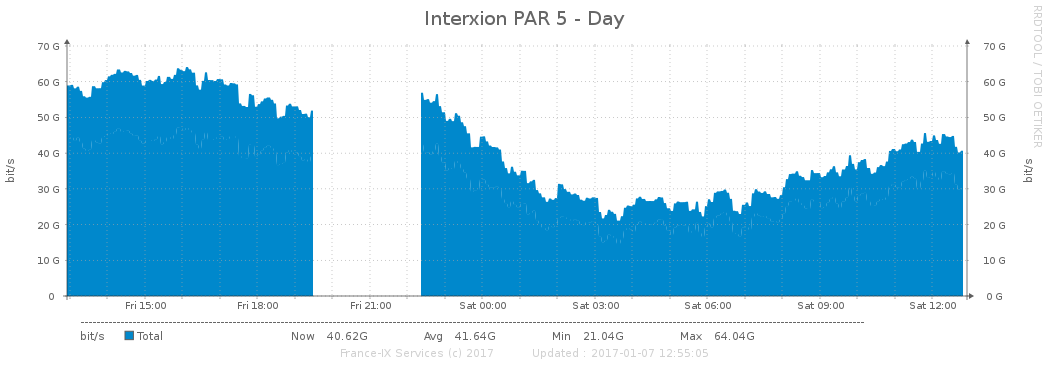 Interxion PAR 5 - Day
RRDTOOL / TOBI OETIKER
70 G 70 G
60 G 60 G
50 G 50 G
40 G 40 G
30 G 30 G
20 G 20 G
10 G 10 G
0 0 G
bit/s bit/s
Fri 15:00 Fri 18:00 Fri 21:00 Sat 00:00 Sat 03:00 Sat 06:00 Sat 09:00 Sat 12:00
bit/s Total Now 40.62G Avg 41.64G Min 21.04G Max 64.04G
France-IX Services (c) 2017 Updated : 2017-01-07 12:55:05